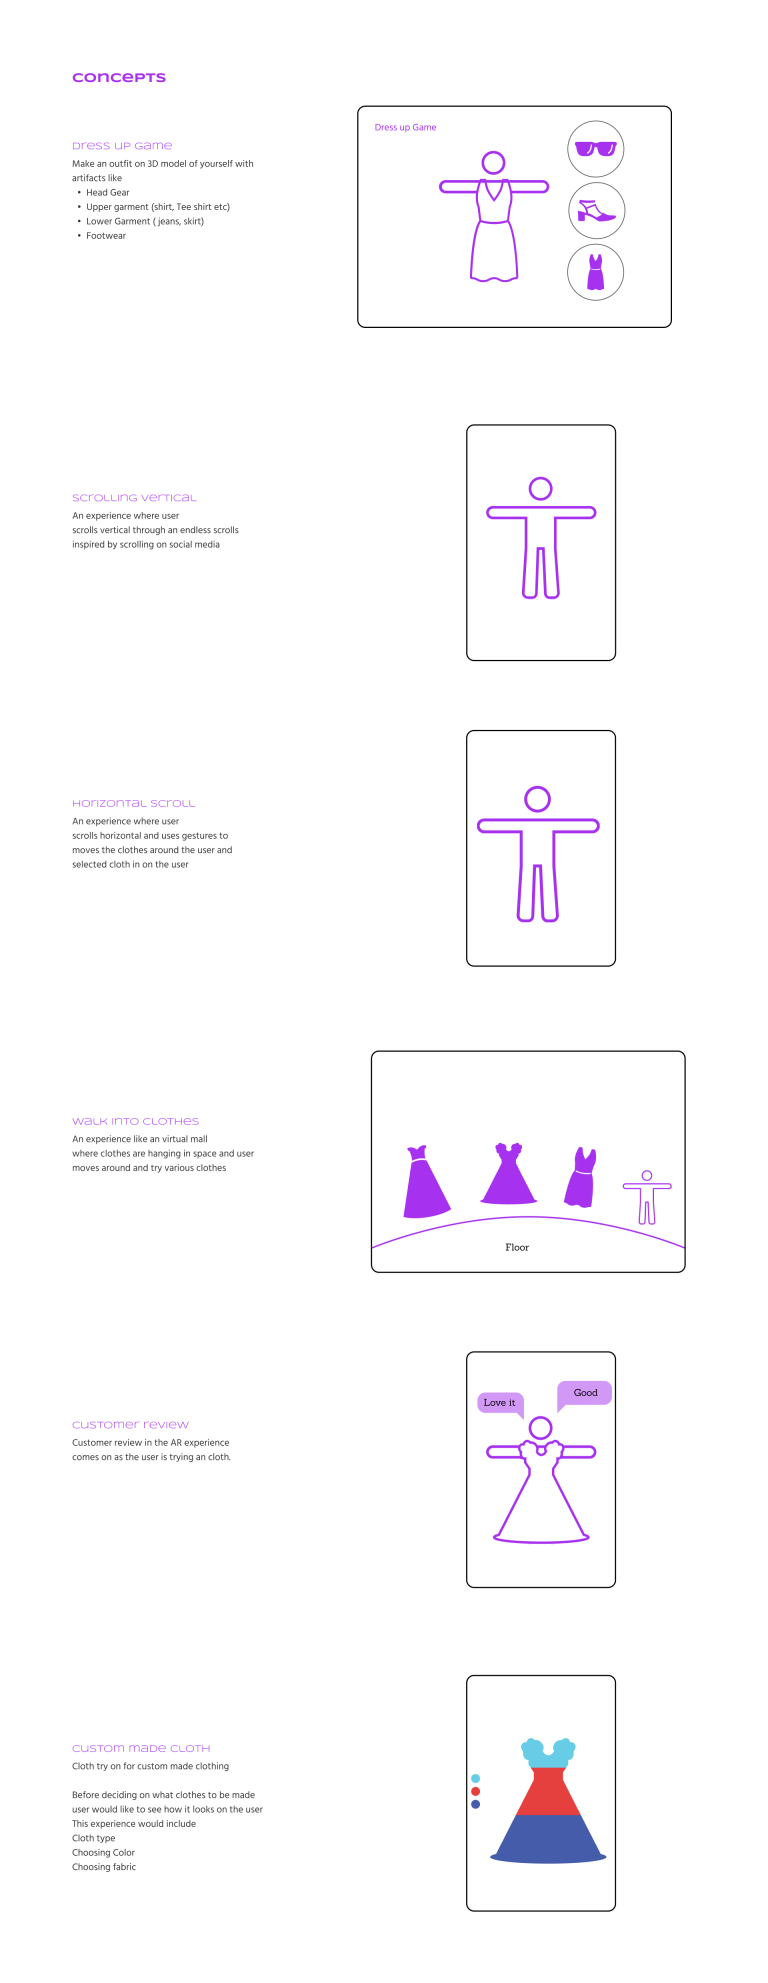 concepts
Dress up Game
Make an outfit on 3D model of yourself with
artifacts like
• Head Gear
• Upper garment (shirt, Tee shirt etc)
• Lower Garment ( jeans, skirt)
• Footwear
Dress up Game
Scrolling vertical
An experience where user
scrolls vertical through an endless scrolls
inspired by scrolling on social media
Horizontal scroll
An experience where user
scrolls horizontal and uses gestures to
moves the clothes around the user and
selected cloth in on the user
walk into clothes
An experience like an virtual mall
where clothes are hanging in space and user
moves around and try various clothes
Floor
customer review
Customer review in the AR experience
comes on as the user is trying an cloth.
Love it
Good
custom made cloth
Cloth try on for custom made clothing
Before deciding on what clothes to be made
user would like to see how it looks on the user
This experience would include
Cloth type
Choosing Color
Choosing fabric